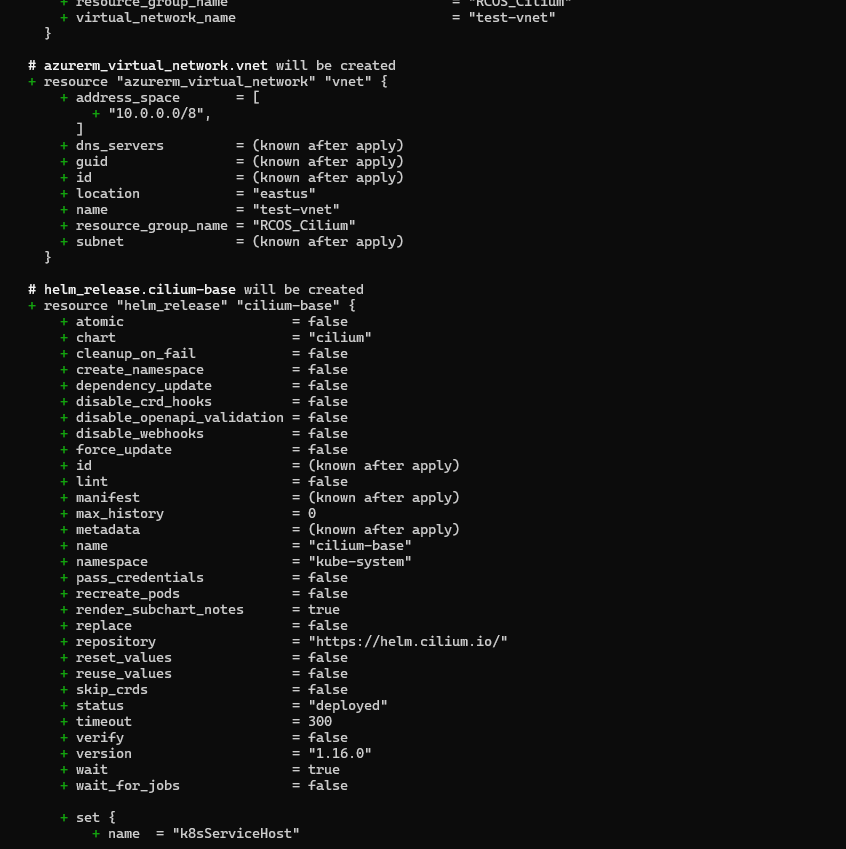 + resource_group_name = "RCOS_Cilium"
+ virtual_network_name = "test-vnet"
}
# azurerm_virtual_network.vnet will be created
+ resource "azurerm_virtual_network" "vnet" {
+ address_space = [
+ "10.0.0.0/8",
]
+ dns_servers = (known after apply)
+ guid = (known after apply)
+ id = (known after apply)
+ location = "eastus"
+ name = "test-vnet"
+ resource_group_name = "RCOS_Cilium"
+ subnet = (known after apply)
}
# helm_release.cilium-base will be created
+ resource "helm_release" "cilium-base" {
+ atomic = false
+ chart = "cilium"
+ cleanup_on_fail = false
+ create_namespace = false
+ dependency_update = false
+ disable_crd_hooks = false
+ disable_openapi_validation = false
+ disable_webhooks = false
+ force_update = false
+ id = (known after apply)
+ lint = false
+ manifest = (known after apply)
+ max_history = 0
+ metadata = (known after apply)
+ name = "cilium-base"
+ namespace = "kube-system"
+ pass_credentials = false
+ recreate_pods = false
+ render_subchart_notes = true
+ replace = false
+ repository = "https://helm.cilium.io/"
+ reset_values = false
+ reuse_values = false
+ skip_crds = false
+ status = "deployed"
+ timeout = 300
+ verify = false
+ version = "1.16.0"
+ wait = true
+ wait_for_jobs = false
+ set {
+ name = "k8sServiceHost"